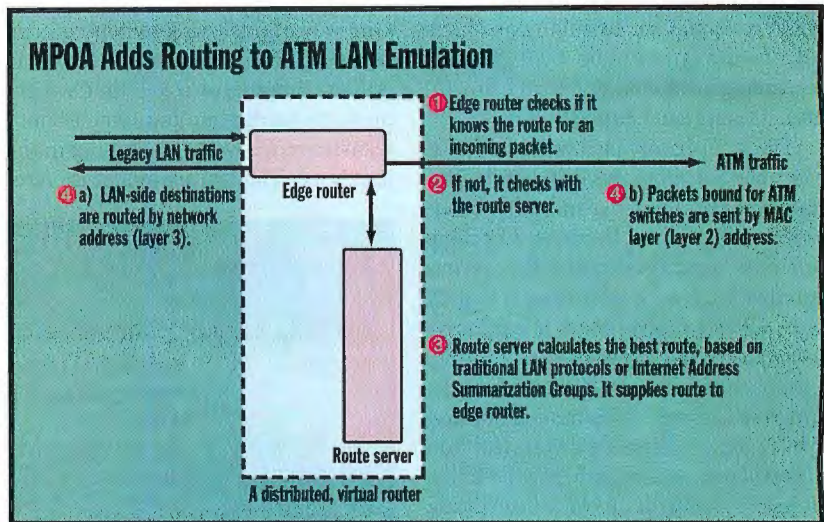 MPOA Adds Routing to ATM LAN Emulation
1 Edge router checks if it
knows the route for an
incoming packet.
Legacy LAN traffic
ATM traffic
Edge router
4 a) LAN-side destinations
are routed by network
address (layer 3).
2 If not, it checks with
the route server.
4 b) Packets bound for ATM
switches are sent by MAC
layer (layer 2) address.
3 Route server calculates the best route, based on
traditional LAN protocols or Internet Address
Summarization Groups. It supplies route to
edge router.
Route server
A distributed, virtual router